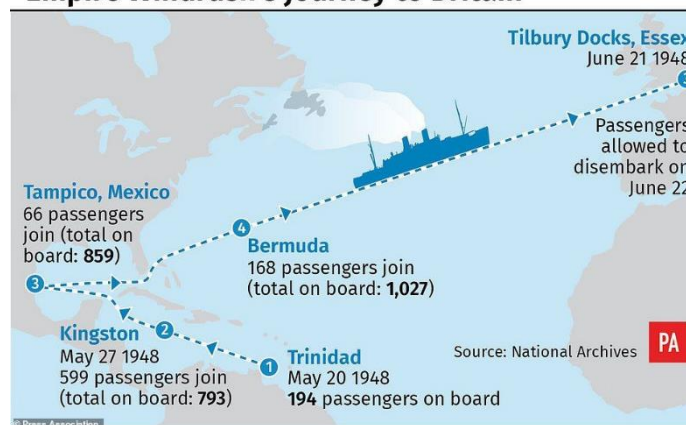 Tilbury Docks, Essex
June 21 1948
Passengers
allowed to
disembark on
June 22
Tampico, Mexico
66 passengers
join (total on
board: 859)
3
4
Bermuda
168 passengers join
(total on board: 1,027)
Kingston
May 27 1948
599 passengers join
(total on board: 793)
2
1
Trinidad
May 20 1948
194 passengers on board
Source: National Archives
PA
© Press Association